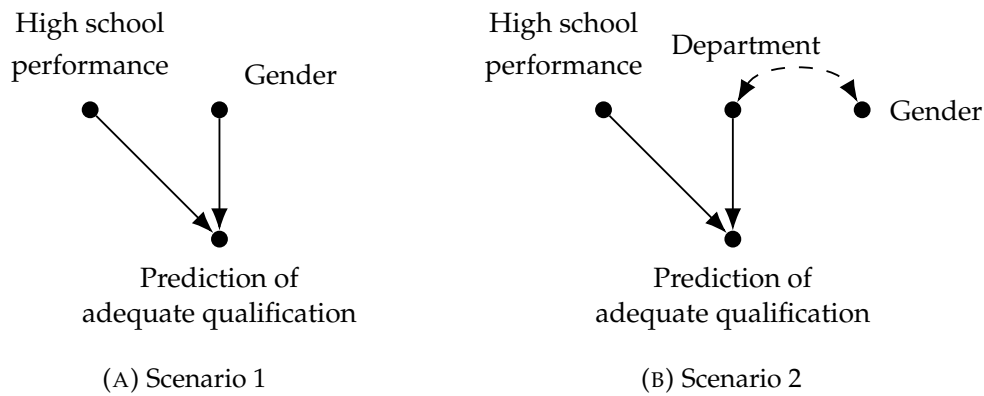 High school
performance
Gender
Prediction of
adequate qualification
(A) Scenario 1
High school
performance
Department
Gender
Prediction of
adequate qualification
(B) Scenario 2